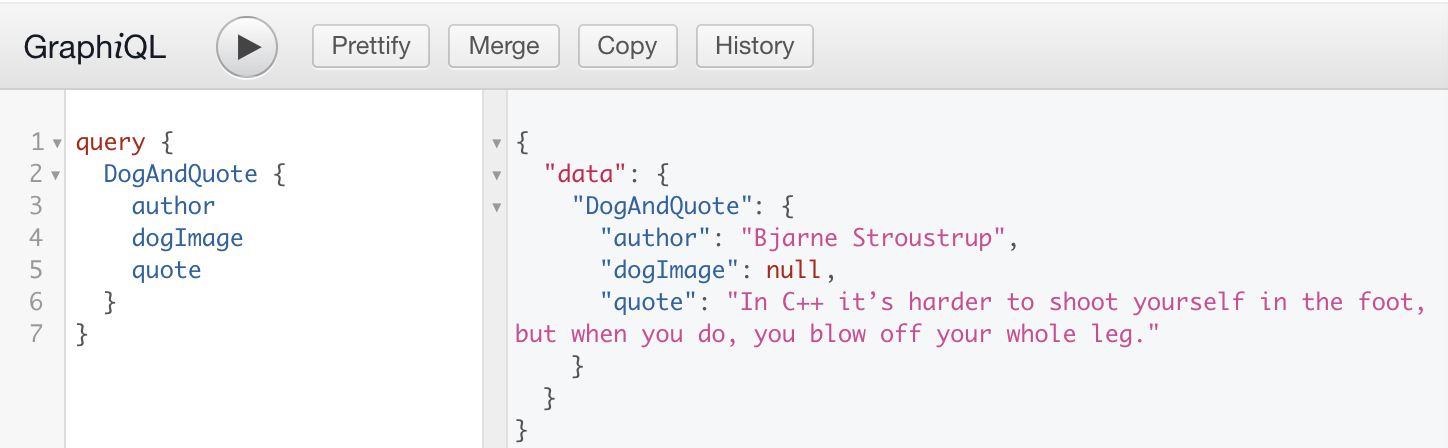 GraphiQL Prettify Merge Copy History
1 query {
2 DogAndQuote {
3 author
4 dogImage
5 quote
6 }
7 }
{
"data": {
"DogAndQuote": {
"author": "Bjarne Stroustrup",
"dogImage": null,
"quote": "In C++ it’s harder to shoot yourself in the foot,
but when you do, you blow off your whole leg."
}
}
}